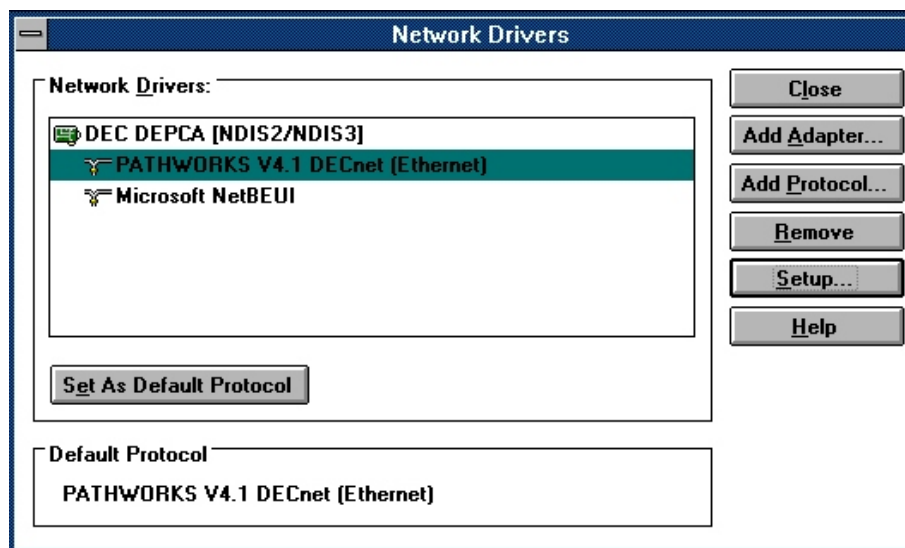 Network Drivers
Network Drivers:
DEC DEPCA [NDIS2/NDIS3]
PATHWORKS V4.1 DECnet (Ethernet)
Microsoft NetBEUI
Set As Default Protocol
Default Protocol
PATHWORKS V4.1 DECnet (Ethernet)
Close
Add Adapter...
Add Protocol...
Remove
Setup...
Help